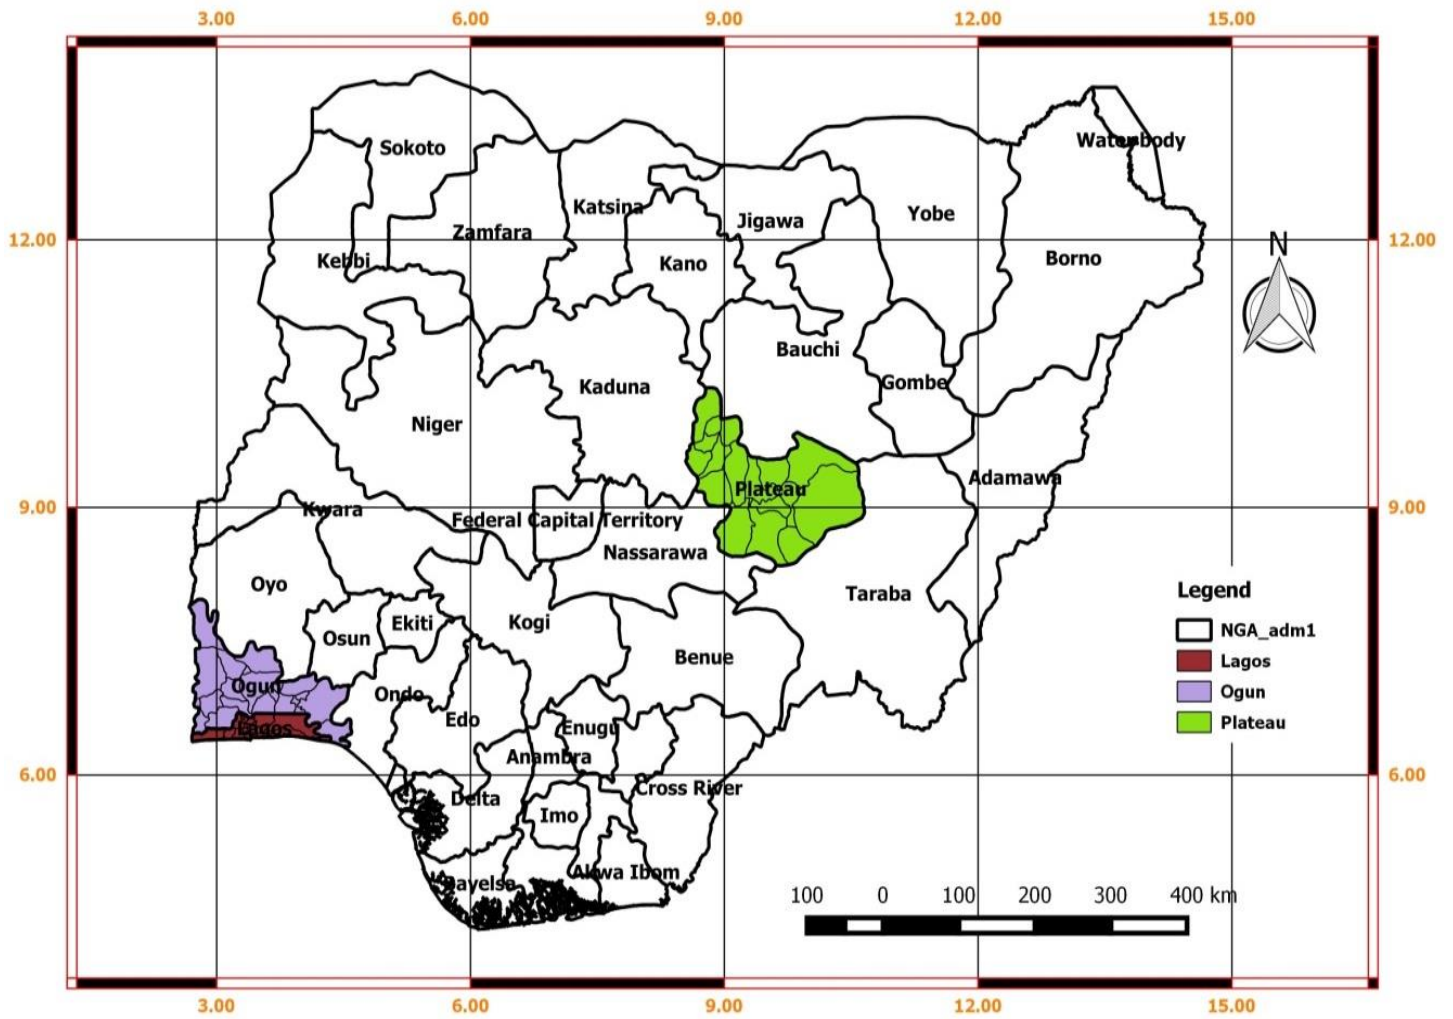 3.00 6.00 9.00 12.00 15.00
Waterbody
Sokoto
Katsina
Yobe
Jigawa
Zamfara
12.00 12.00
N
Kebbi
Kano
Borno
Bauchi
Gombe
Kaduna
Niger
Adamawa
Plateau
9.00 9.00
Kwara
Federal Capital Territory
Nassarawa
Oyo
Taraba
Legend
NGA_adm1
Lagos
Ogun
Plateau
Ekiti
Kogi
Osun
Benue
Ogun
Ondo
Edo
Enugu
Lagos
Anambra
6.00 6.00
Cross River
Delta
Imo
Akwa Ibom
Bayelsa
100 0 100 200 300 400 km
3.00 6.00 9.00 12.00 15.00